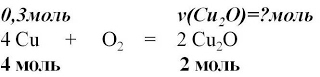 0,3моль ν(Cu₂O)=?моль
4 Cu + O₂ = 2 Cu₂O
4 моль 2 моль